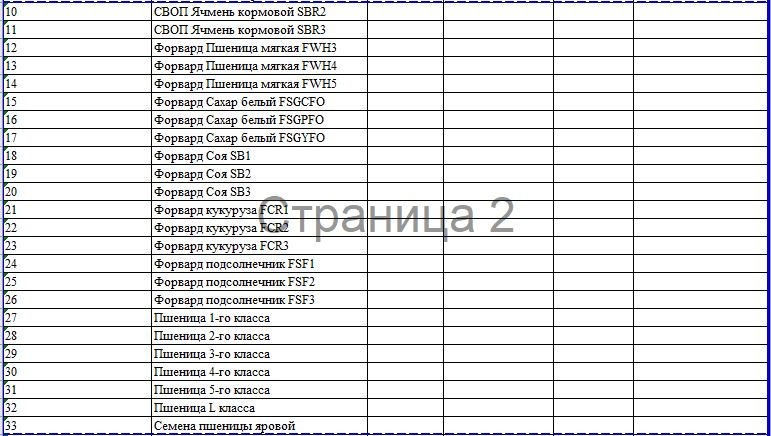 10 СВОП Ячмень кормовой SBR2
11 СВОП Ячмень кормовой SBR3
12 Форвард Пшеница мягкая FWH3
13 Форвард Пшеница мягкая FWH4
14 Форвард Пшеница мягкая FWH5
15 Форвард Сахар белый FSGCFO
16 Форвард Сахар белый FSGPFO
17 Форвард Сахар белый FSGYFO
18 Форвард Соя SB1
19 Форвард Соя SB2
20 Форвард Соя SB3
21 Форвард кукуруза FCR1
Страница 2
22 Форвард кукуруза FCR2
23 Форвард кукуруза FCR3
24 Форвард подсолнечник FSF1
25 Форвард подсолнечник FSF2
26 Форвард подсолнечник FSF3
27 Пшеница 1-го класса
28 Пшеница 2-го класса
29 Пшеница 3-го класса
30 Пшеница 4-го класса
31 Пшеница 5-го класса
32 Пшеница L класса
33 Семена пшеницы яровой